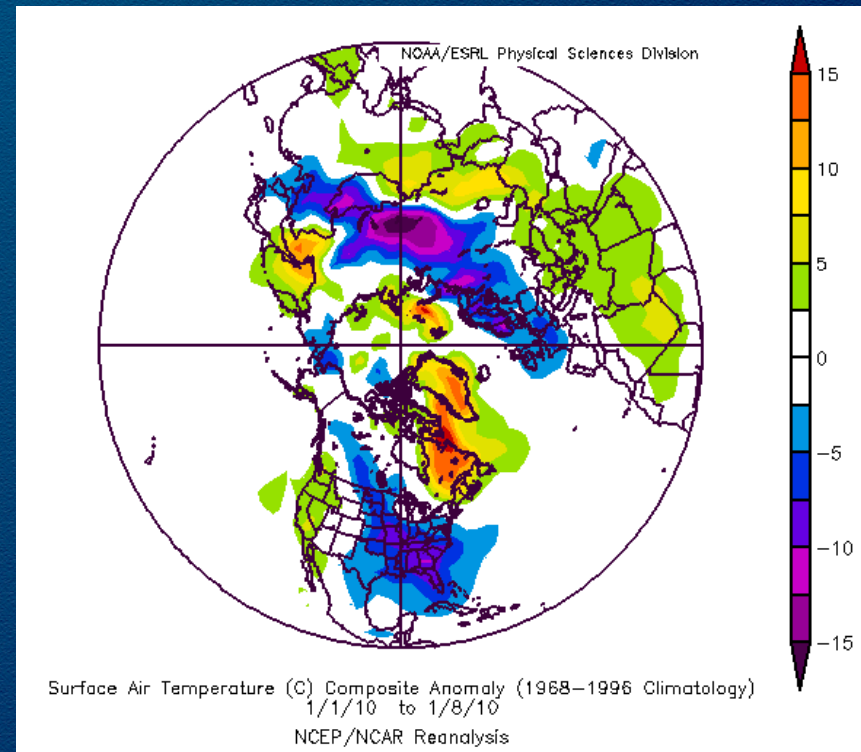 NOAA/ESRL Physical Sciences Division
15
10
5
0
-5
-10
-15
Surface Air Temperature (C) Composite Anomaly (1968-1996 Climatology)
1/1/10 to 1/8/10
NCEP/NCAR Reanalysis